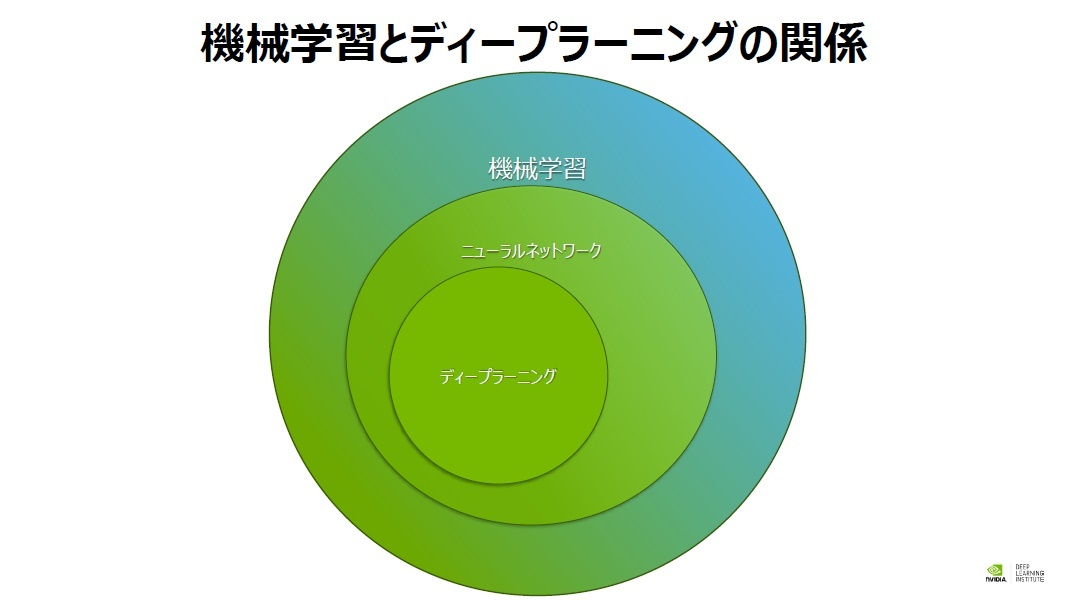 機械学習とディープラーニングの関係
機械学習
ニューラルネットワーク
ディープラーニング
NVIDIA.
DEEP
LEARNING
INSTITUTE